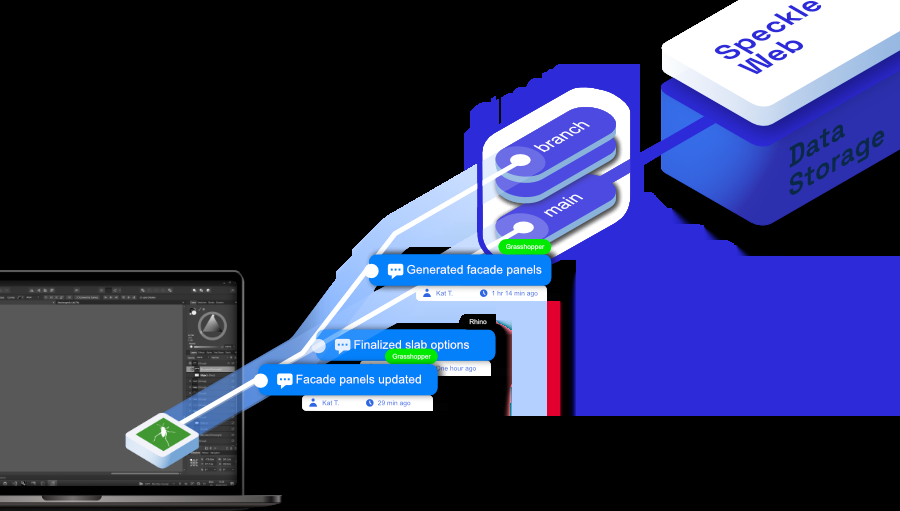 Speckle
Web
Data
Storage
branch
main
Grasshopper
Generated facade panels
Kat T.
1 hr 14 min ago
Rhino
Finalized slab options
Grasshopper
One hour ago
Facade panels updated
Kat T.
29 min ago